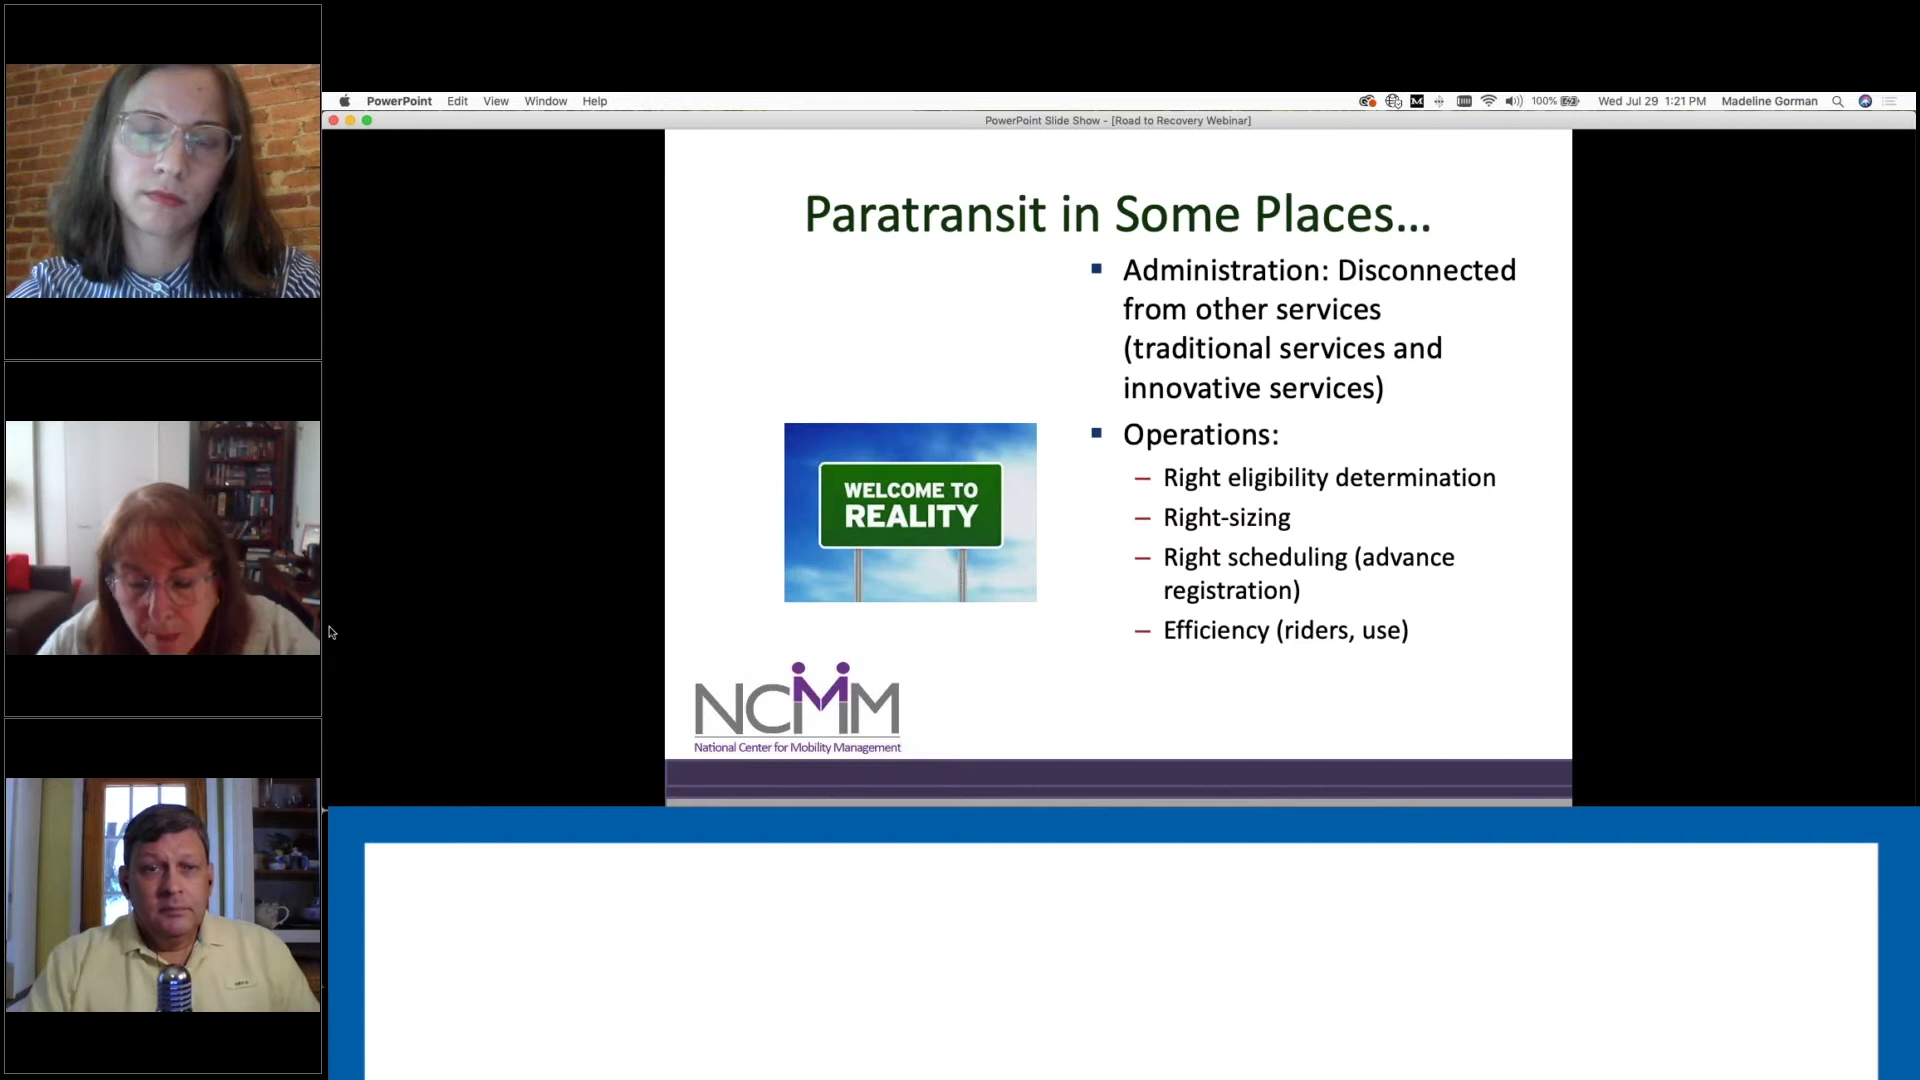 PowerPoint Edit View Window Help 100% Wed Jul 29 1:21 PM Madeline Gorman
PowerPoint Slide Show - [Road to Recovery Webinar]
Paratransit in Some Places...
Administration: Disconnected
from other services
(traditional services and
innovative services)
WELCOME TO
REALITY
Operations:
– Right eligibility determination
– Right-sizing
– Right scheduling (advance
registration)
– Efficiency (riders, use)
NCMM
National Center for Mobility Management